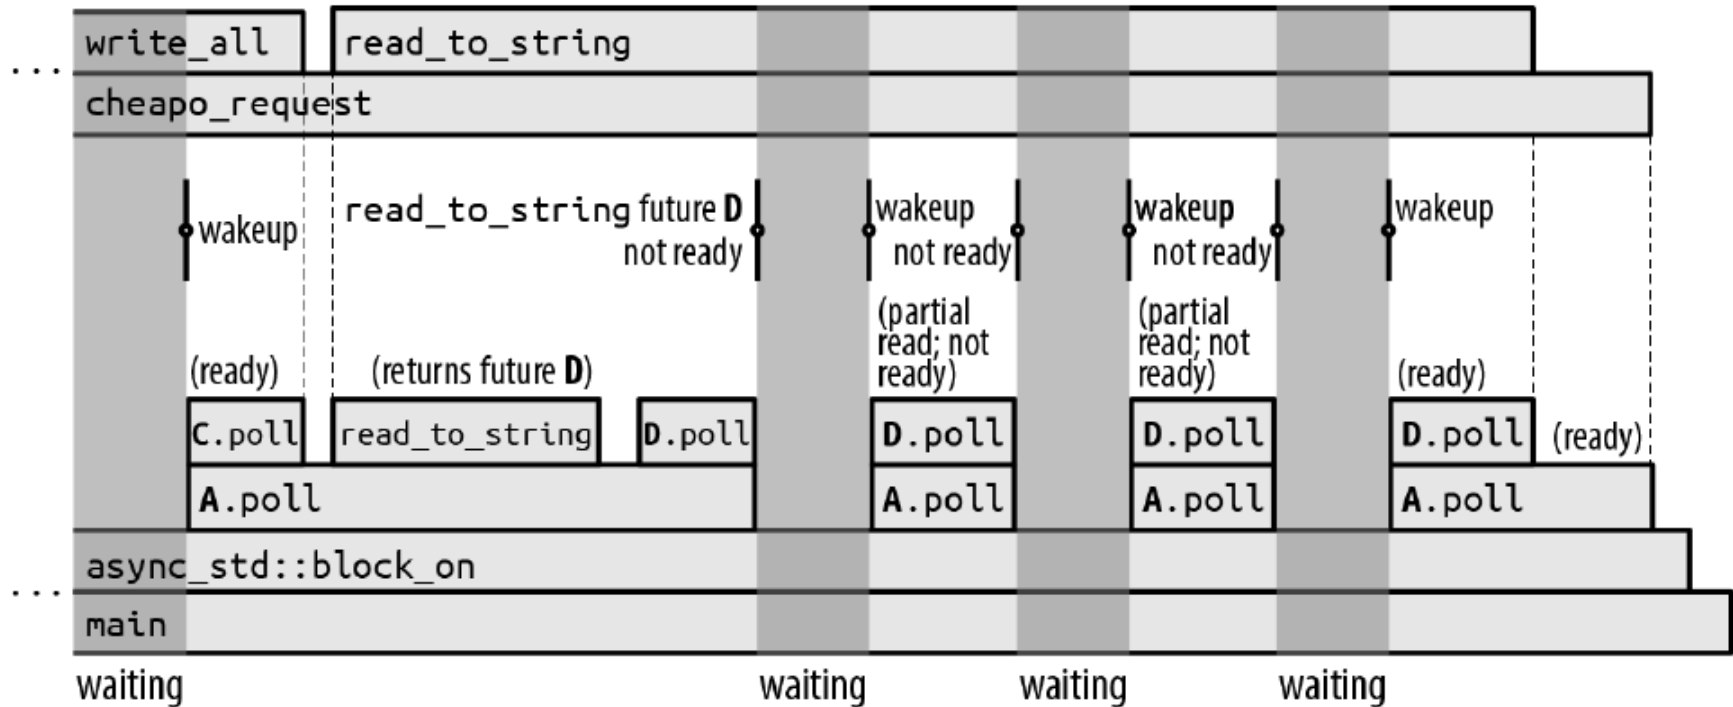 write_all read_to_string
...
cheapo_request
read_to_string future D wakeup wakeup wakeup
wakeup
not ready not ready not ready
(partial read; not ready)
(partial read; not ready)
(ready) (returns future D) (ready)
C.poll read_to_string D.poll D.poll D.poll D.poll (ready)
A.poll A.poll A.poll A.poll
async_std::block_on
...
main
waiting waiting waiting waiting